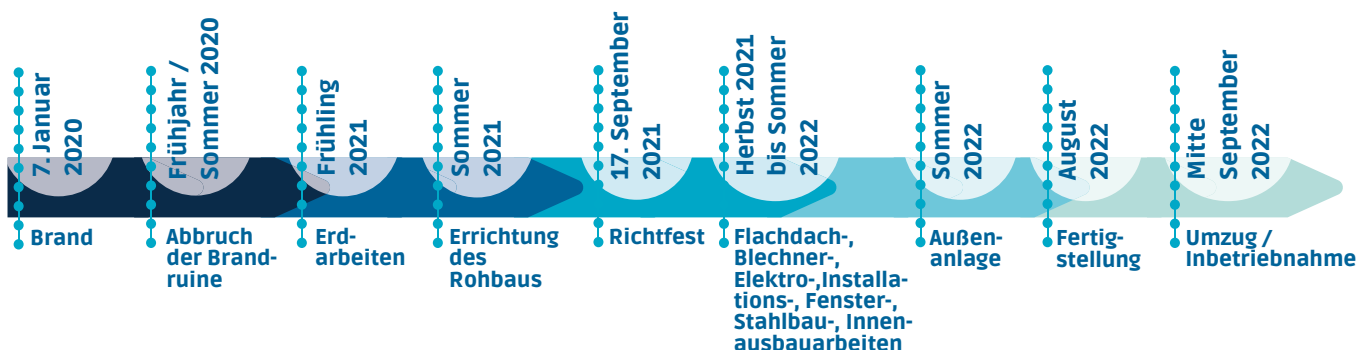 7. Januar
2020
Brand
Frühjahr /
Sommer 2020
Abbruch
der Brand-
ruine
Frühling
2021
Erd-
arbeiten
Sommer
2021
Errichtung
des
Rohbaus
17. September
2021
Richtfest
Herbst 2021
bis Sommer
2022
Flachdach-,
Blechner-,
Elektro-,Installa-
tions-, Fenster-,
Stahlbau-, Innen-
ausbauarbeiten
Sommer
2022
Außen-
anlage
August
2022
Fertig-
stellung
Mitte
September
2022
Umzug /
Inbetriebnahme